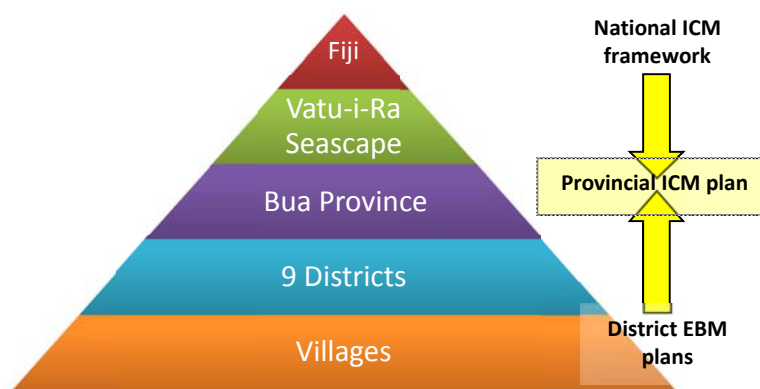 Fiji
Vatu-i-Ra
Seascape
Bua Province
9 Districts
Villages
National ICM
framework
Provincial ICM plan
District EBM
plans